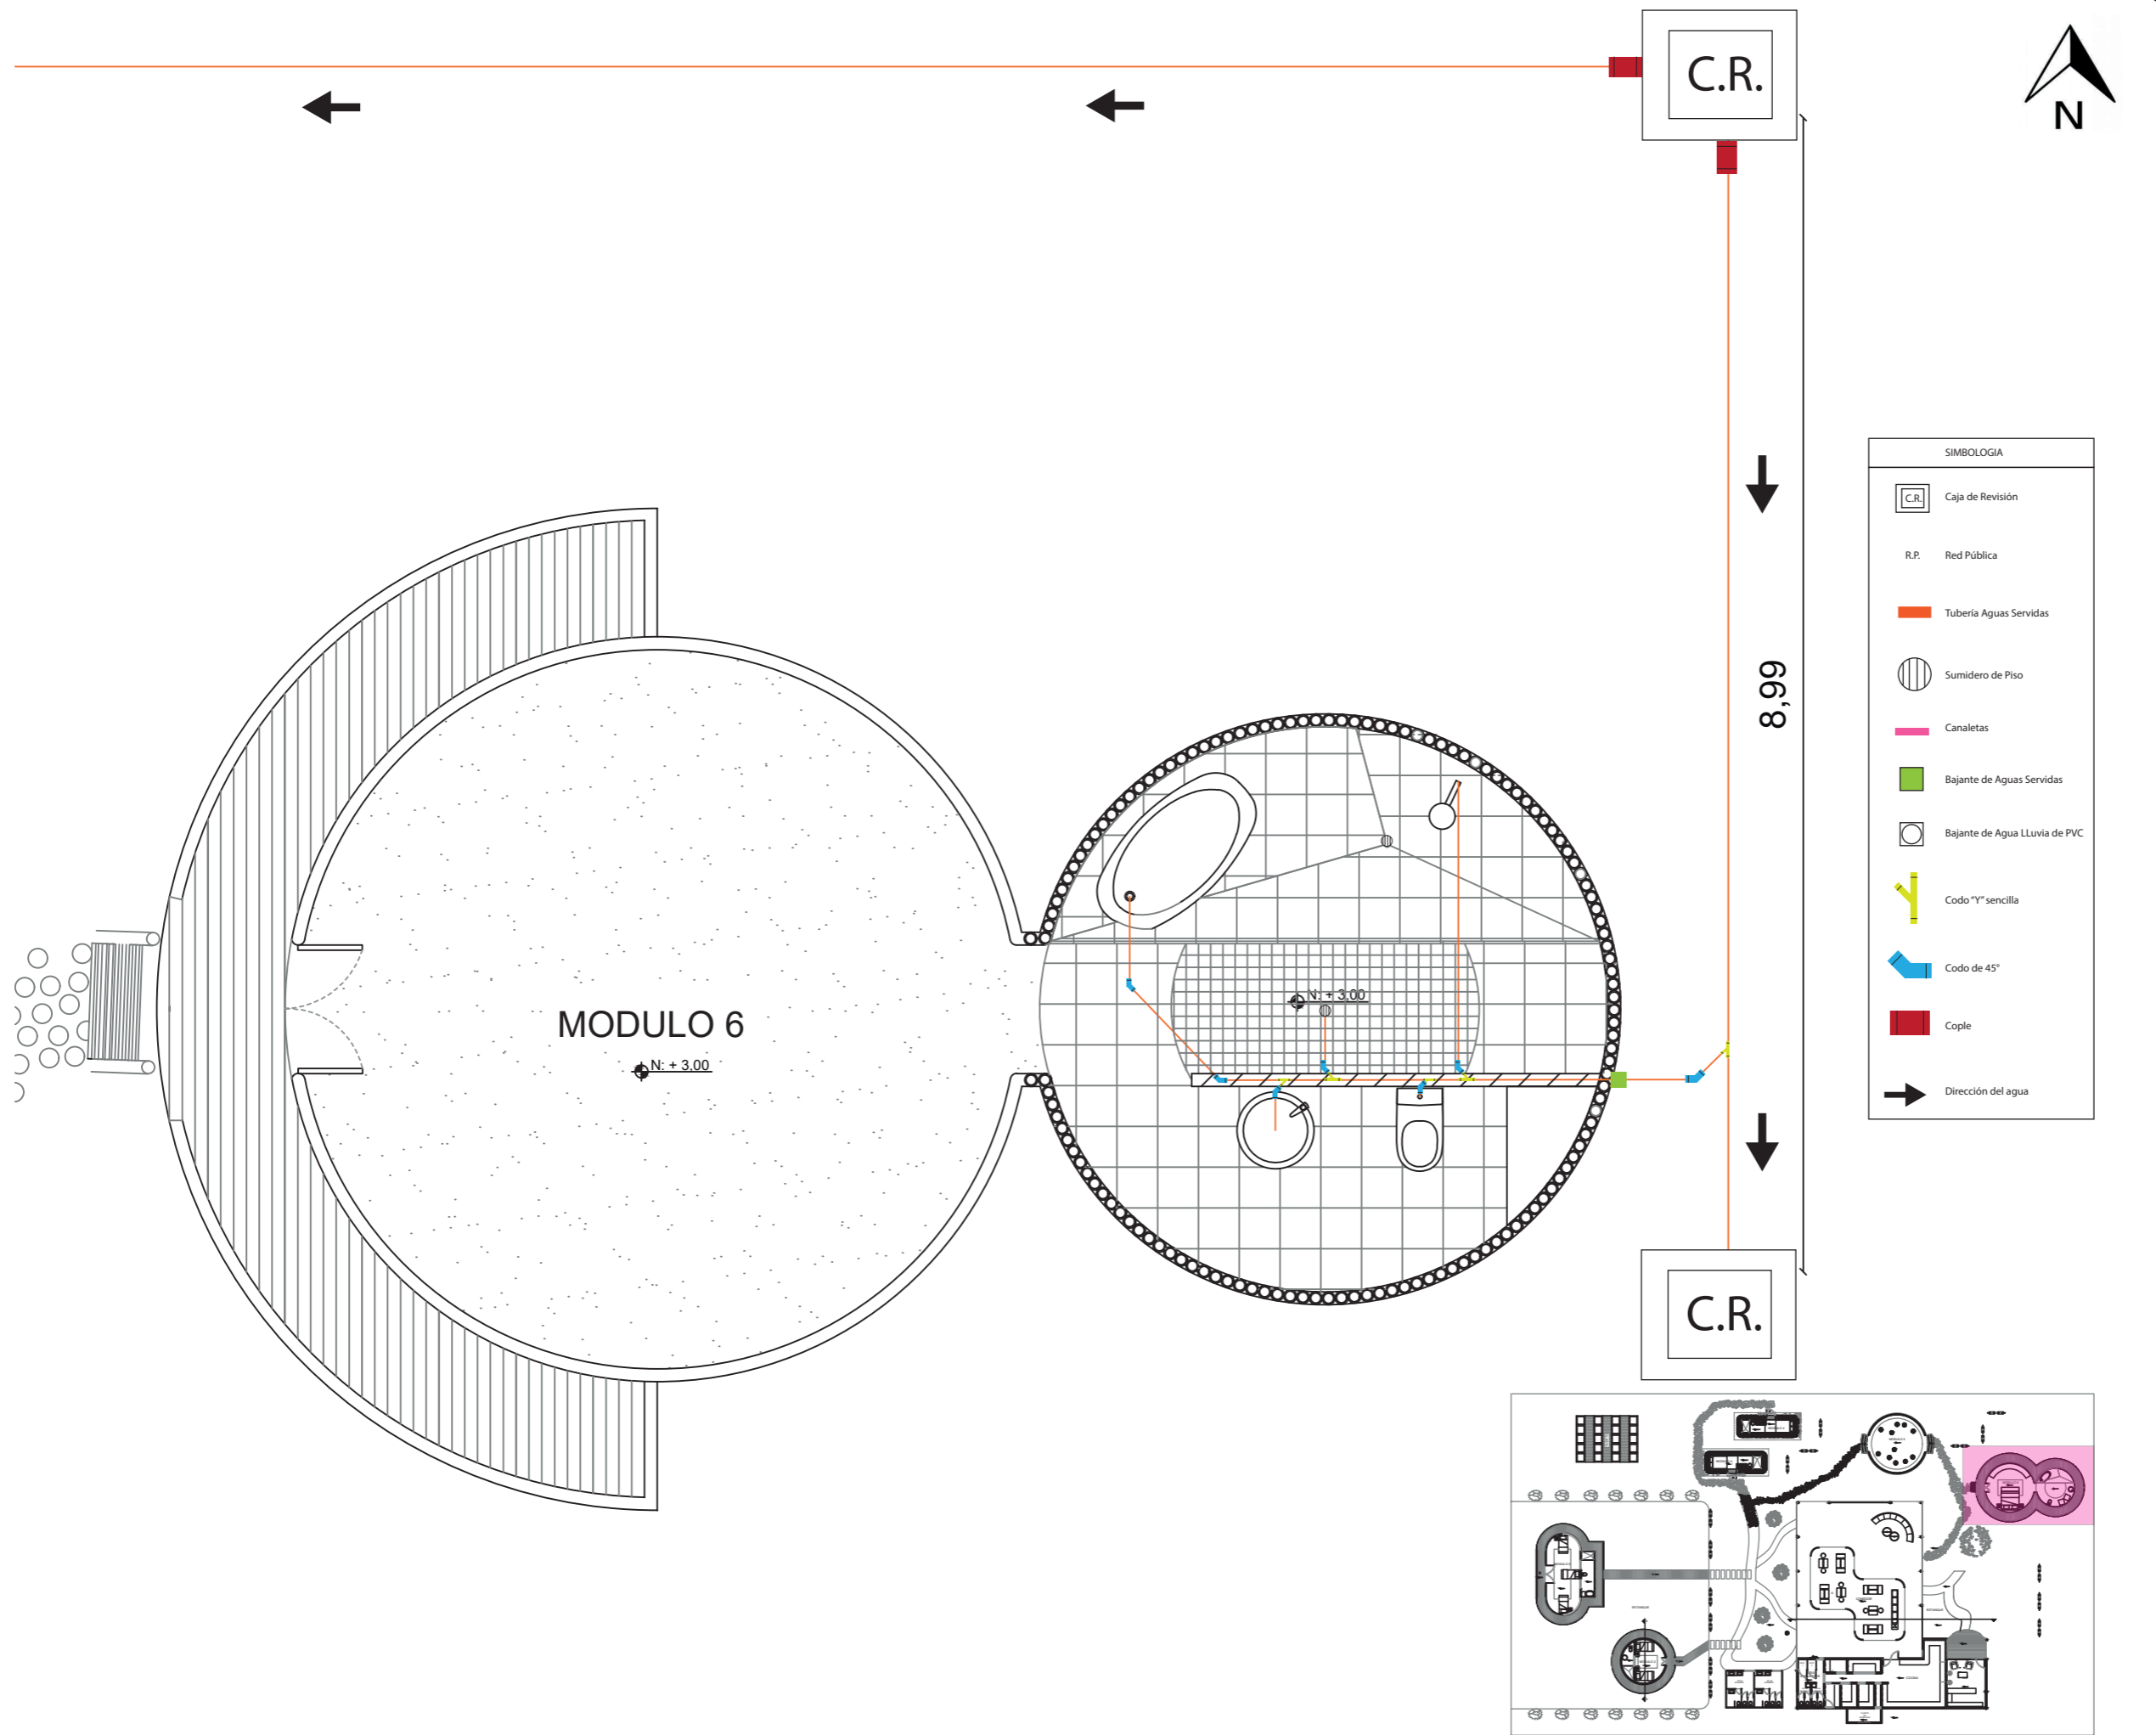 C.R.
N
SIMBOLOGIA
C.R.
Caja de Revisión
R.P.
Red Pública
Tubería Aguas Servidas
Sumidero de Piso
Canaletas
Bajante de Aguas Servidas
Bajante de Agua LLuvia de PVC
Codo "Y" sencilla
Codo de 45°
Cople
Dirección del agua
8,99
N: + 3,00
MODULO 6
N: + 3,00
C.R.